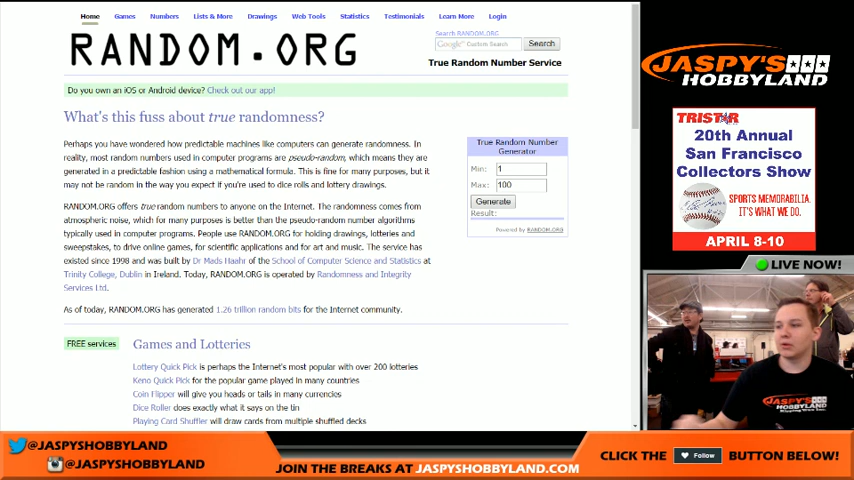 Home Games Numbers Lists & More Drawings Web Tools Statistics Testimonials Learn More Login
RANDOM.ORG
Search RANDOM.ORG
Google™ Custom Search Search
True Random Number Service
Do you own an iOS or Android device? Check out our app!
What's this fuss about true randomness?
Perhaps you have wondered how predictable machines like computers can generate randomness. In
reality, most random numbers used in computer programs are pseudo-random, which means they are
generated in a predictable fashion using a mathematical formula. This is fine for many purposes, but it
may not be random in the way you expect if you're used to dice rolls and lottery drawings.
RANDOM.ORG offers true random numbers to anyone on the Internet. The randomness comes from
atmospheric noise, which for many purposes is better than the pseudo-random number algorithms
typically used in computer programs. People use RANDOM.ORG for holding drawings, lotteries and
sweepstakes, to drive online games, for scientific applications and for art and music. The service has
existed since 1998 and was built by Dr Mads Haahr of the School of Computer Science and Statistics at
Trinity College, Dublin in Ireland. Today, RANDOM.ORG is operated by Randomness and Integrity
Services Ltd.
As of today, RANDOM.ORG has generated 1.26 trillion random bits for the Internet community.
True Random Number
Generator
Min: 1
Max: 100
Generate
Result:
Powered by RANDOM.ORG
FREE services
Games and Lotteries
Lottery Quick Pick is perhaps the Internet's most popular with over 200 lotteries
Keno Quick Pick for the popular game played in many countries
Coin Flipper will give you heads or tails in many currencies
Dice Roller does exactly what it says on the tin
Playing Card Shuffler will draw cards from multiple shuffled decks
JASPY'S
HOBBYLAND
TRISTAR
20th Annual
San Francisco
Collectors Show
SPORTS MEMORABILIA.
IT'S WHAT WE DO.
APRIL 8-10
LIVE NOW!
JASPY'S
HOBBYLAND
@JASPYSHOBBYLAND
@JASPYSHOBBYLAND
JOIN THE BREAKS AT JASPYSHOBBYLAND.COM
CLICK THE Follow BUTTON BELOW!